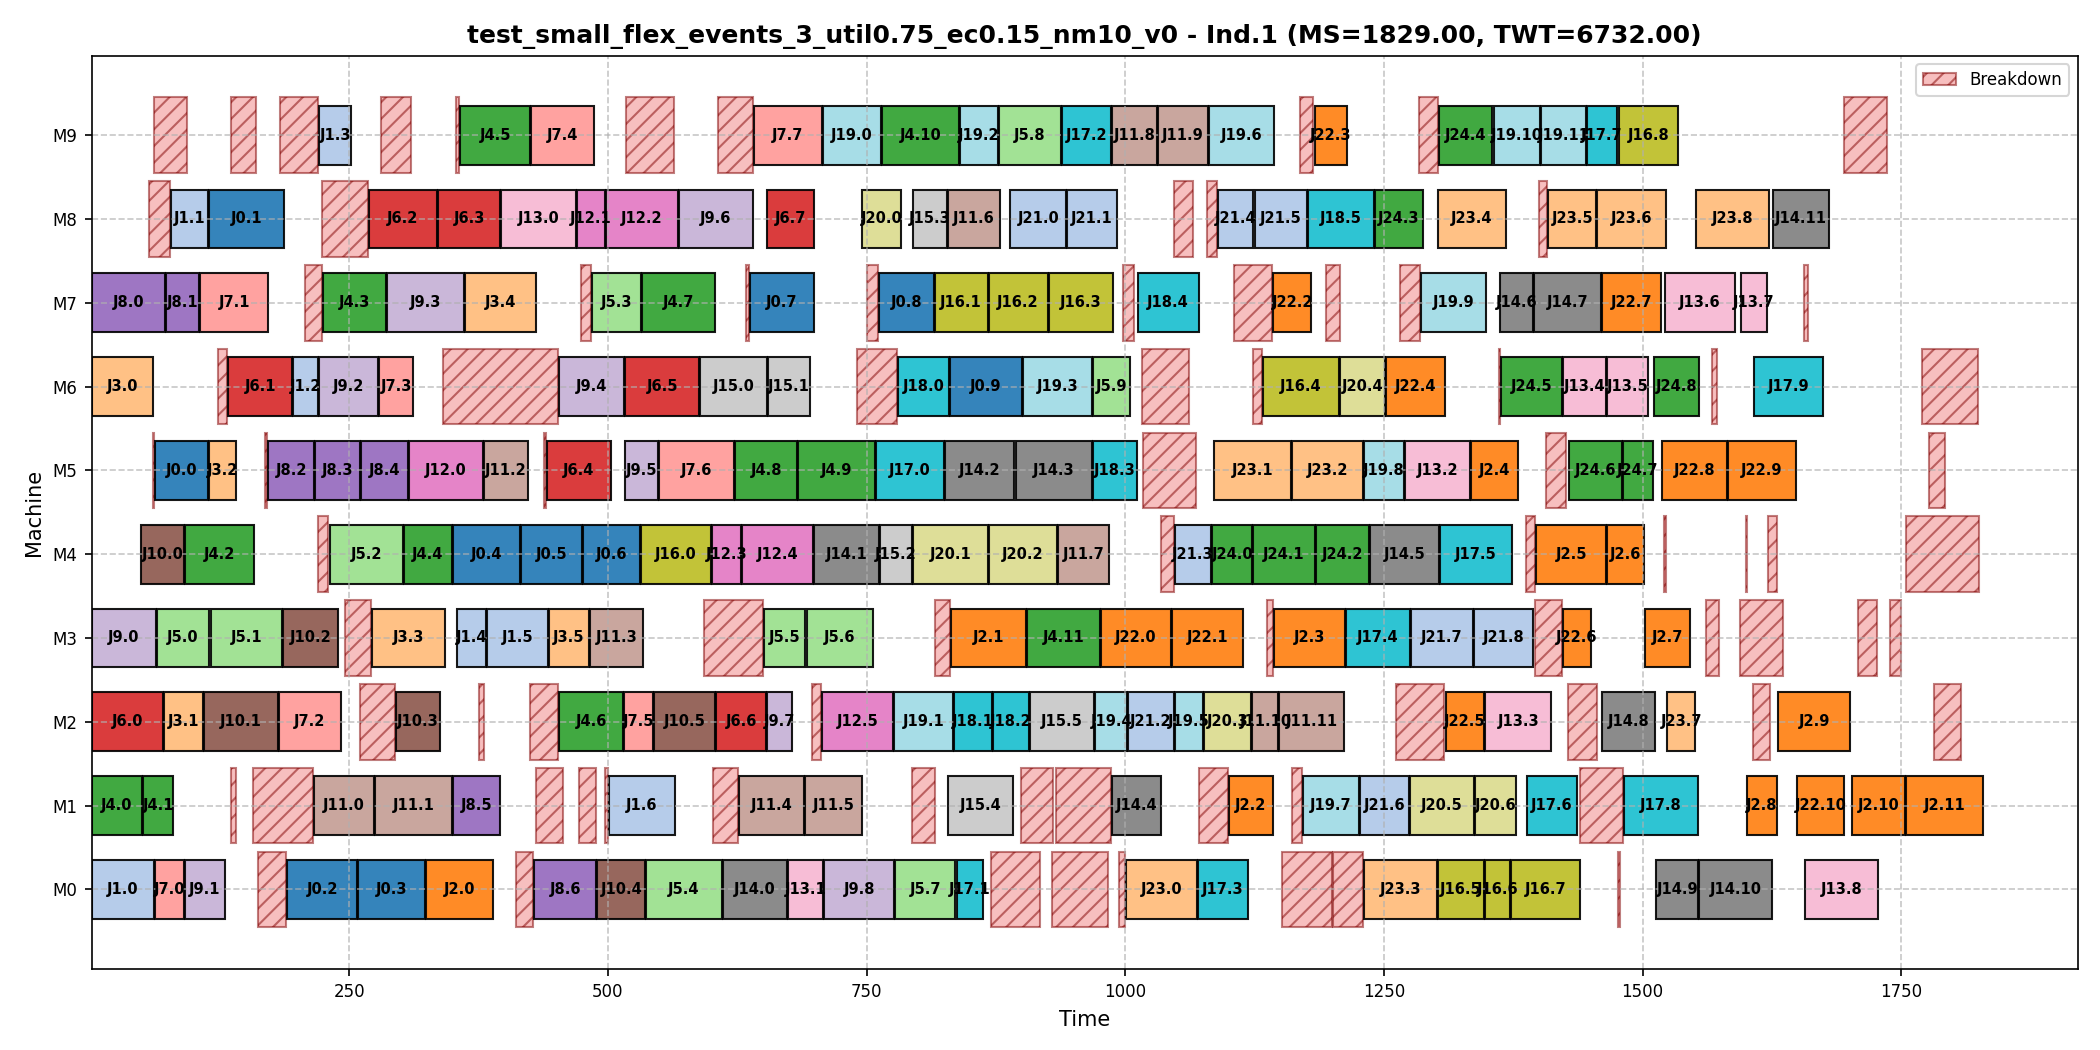 test_small_flex_events_3_util0.75_ec0.15_nm10_v0 - Ind.1 (MS=1829.00, TWT=6732.00)
Breakdown
M9 J1.3 J4.5 J7.4 J7.7 J19.0 J4.10 J19.2 J5.8 J17.2 J11.8 J11.9 J19.6 J22.3 J24.4 J19.10 J19.11 J17.7 J16.8
M8 J1.1 J0.1 J6.2 J6.3 J13.0 J12.1 J12.2 J9.6 J6.7 J20.0 J15.3 J11.6 J21.0 J21.1 J21.4 J21.5 J18.5 J24.3 J23.4 J23.5 J23.6 J23.8 J14.11
M7 J8.0 J8.1 J7.1 J4.3 J9.3 J3.4 J5.3 J4.7 J0.7 J0.8 J16.1 J16.2 J16.3 J18.4 J22.2 J19.9 J14.6 J14.7 J22.7 J13.6 J13.7
M6 J3.0 J6.1 J1.2 J9.2 J7.3 J9.4 J6.5 J15.0 J15.1 J18.0 J0.9 J19.3 J5.9 J16.4 J20.4 J22.4 J24.5 J13.4 J13.5 J24.8 J17.9
M5 J0.0 J3.2 J8.2 J8.3 J8.4 J12.0 J11.2 J6.4 J9.5 J7.6 J4.8 J4.9 J17.0 J14.2 J14.3 J18.3 J23.1 J23.2 J19.8 J13.2 J2.4 J24.6 J24.7 J22.8 J22.9
M4 J10.0 J4.2 J5.2 J4.4 J0.4 J0.5 J0.6 J16.0 J12.3 J12.4 J14.1 J15.2 J20.1 J20.2 J11.7 J21.3 J24.0 J24.1 J24.2 J14.5 J17.5 J2.5 J2.6
M3 J9.0 J5.0 J5.1 J10.2 J3.3 J1.4 J1.5 J3.5 J11.3 J5.5 J5.6 J2.1 J4.11 J22.0 J22.1 J2.3 J17.4 J21.7 J21.8 J22.6 J2.7
M2 J6.0 J3.1 J10.1 J7.2 J10.3 J4.6 J7.5 J10.5 J6.6 J9.7 J12.5 J19.1 J18.1 J18.2 J15.5 J19.4 J21.2 J19.5 J20.3 J11.10 J11.11 J22.5 J13.3 J14.8 J23.7 J2.9
M1 J4.0 J4.1 J11.0 J11.1 J8.5 J1.6 J11.4 J11.5 J15.4 J14.4 J2.2 J19.7 J21.6 J20.5 J20.6 J17.6 J17.8 J2.8 J22.10 J2.10 J2.11
M0 J1.0 J7.0 J9.1 J0.2 J0.3 J2.0 J8.6 J10.4 J5.4 J14.0 J13.1 J9.8 J5.7 J17.1 J23.0 J17.3 J23.3 J16.5 J16.6 J16.7 J14.9 J14.10 J13.8
250 500 750 1000 1250 1500 1750
Time
Machine